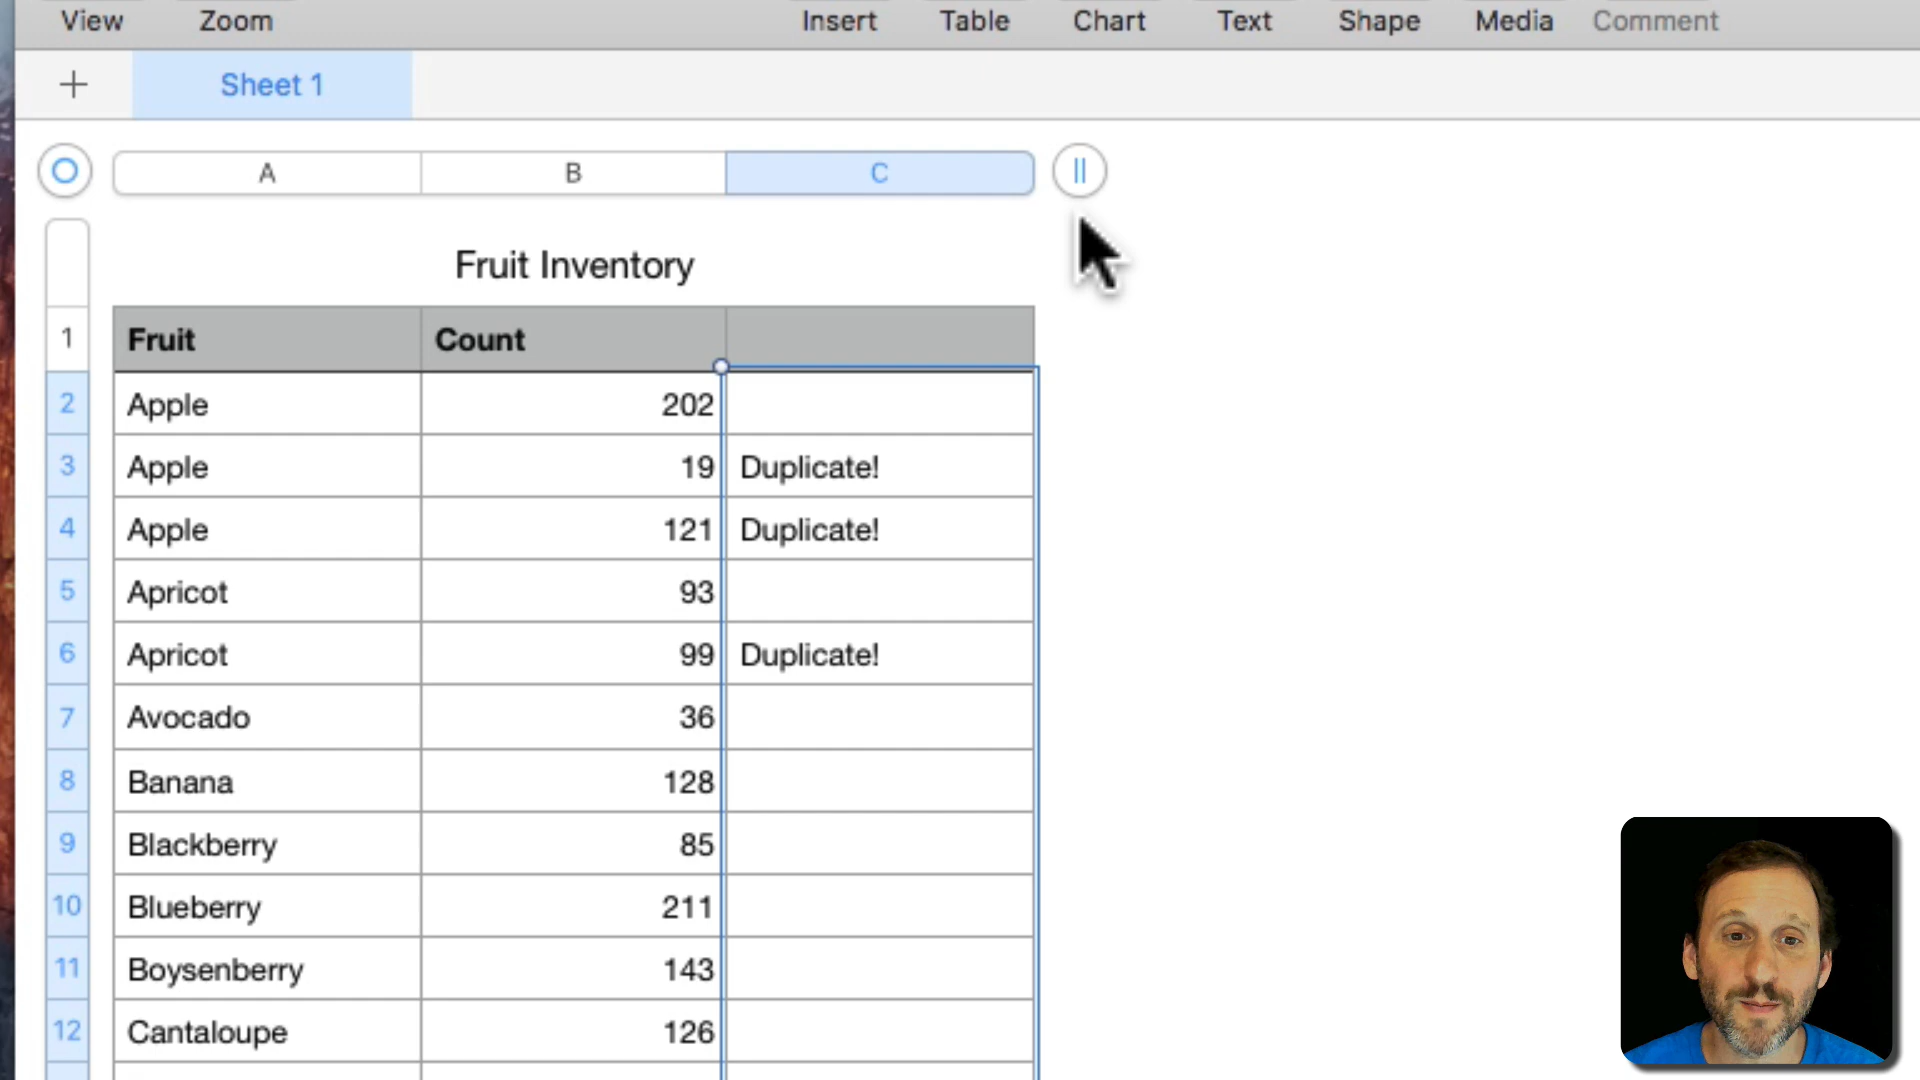 View Zoom Insert Table Chart Text Shape Media Comment
+ Sheet 1
A B C
Fruit Inventory
1 Fruit Count
2 Apple 202
3 Apple 19 Duplicate!
4 Apple 121 Duplicate!
5 Apricot 93
6 Apricot 99 Duplicate!
7 Avocado 36
8 Banana 128
9 Blackberry 85
10 Blueberry 211
11 Boysenberry 143
12 Cantaloupe 126